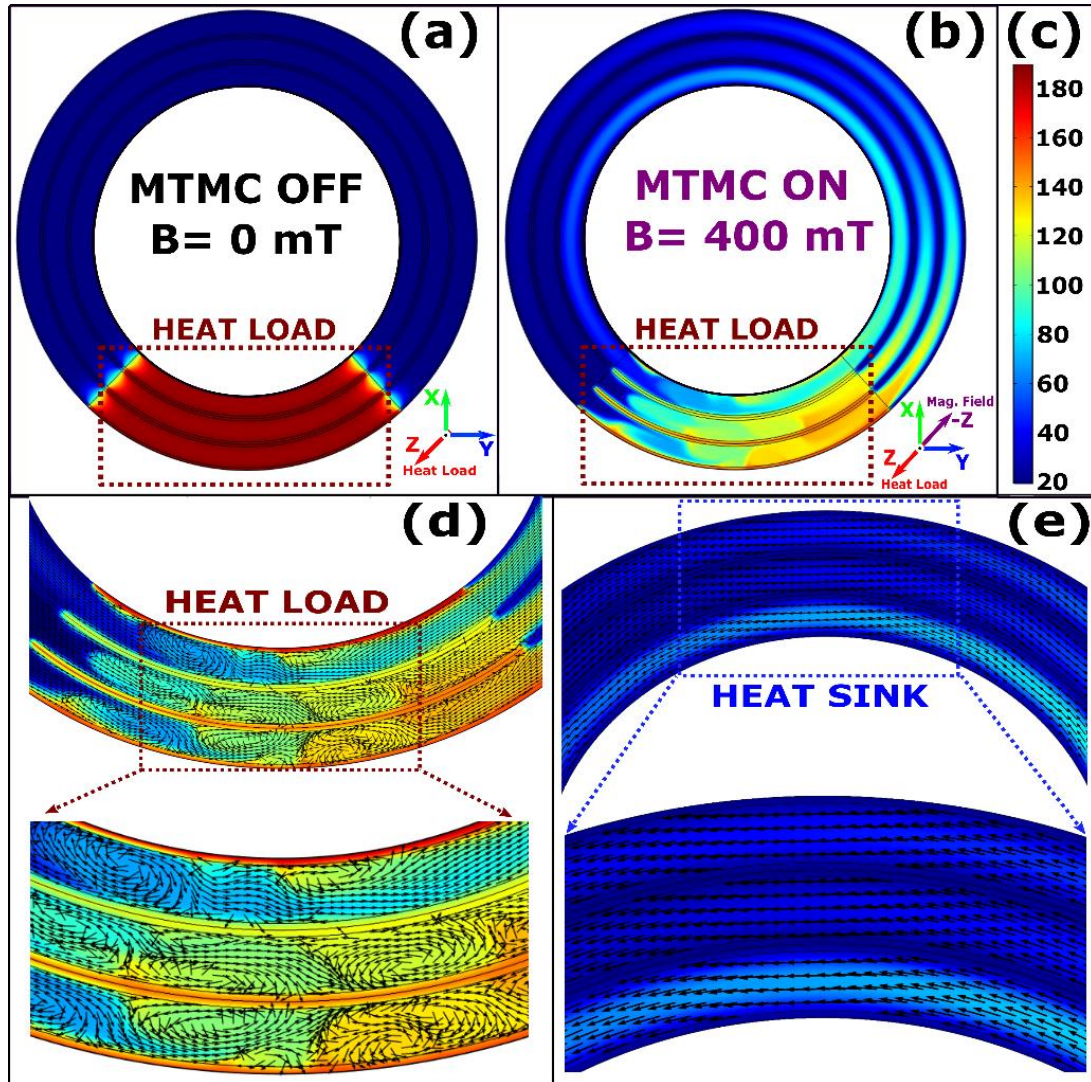 (a)
MTMC OFF
B= 0 mT
HEAT LOAD
X
Z
Y
Heat Load
(b)
MTMC ON
B= 400 mT
HEAT LOAD
Mag. Field
X
-Z
Z
Y
Heat Load
(c)
180
160
140
120
100
80
60
40
20
(d)
HEAT LOAD
(e)
HEAT SINK